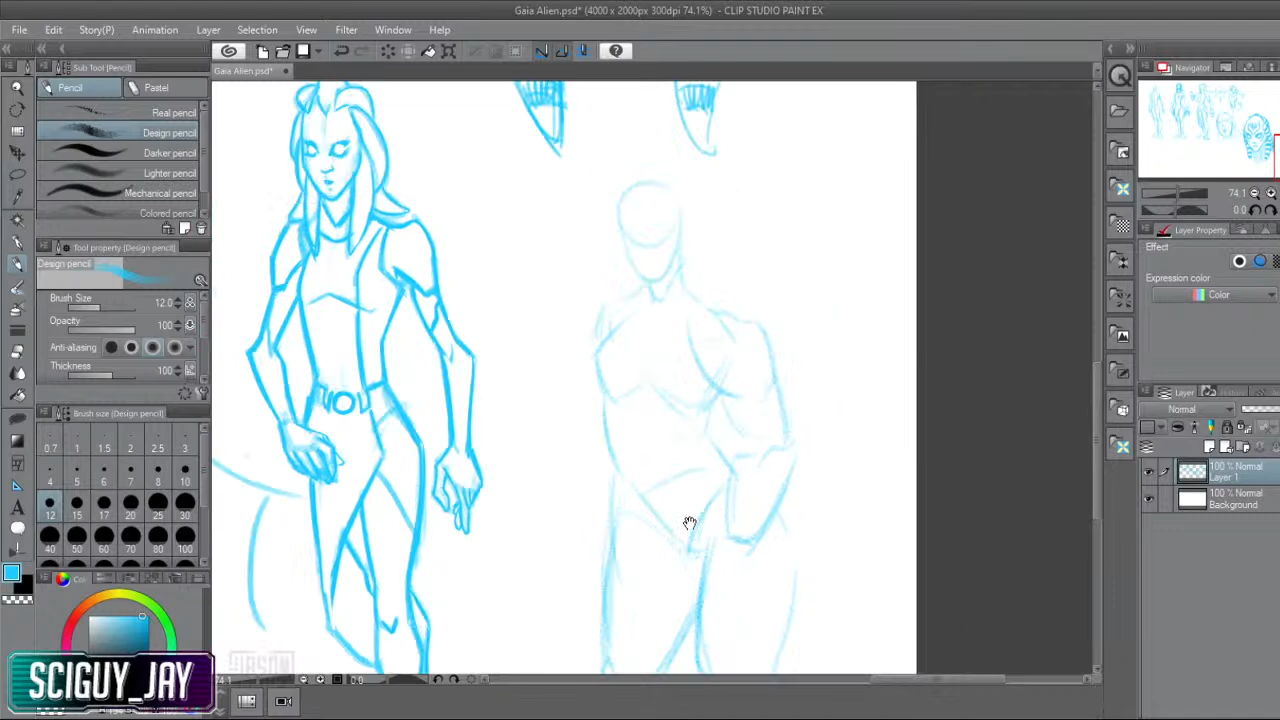 Gaia Alien.psd* (4000 x 2000px 300dpi 74.1%) - CLIP STUDIO PAINT EX
File Edit Story(P) Animation Layer Selection View Filter Window Help
Sub Tool [Pencil]
Gaia Alien.psd*
Pencil Pastel
Real pencil
Design pencil
Darker pencil
Lighter pencil
Mechanical pencil
Colored pencil
Tool property [Design pencil]
Design pencil
Brush Size 12.0
Opacity 100
Anti-aliasing
Thickness 100
Brush size [Design pencil]
0.7 1 1.5 2 2.5 3
4 5 6 7 8 10
12 15 17 20 25 30
40 50 60 70 80 100
Navigator
74.1
0.0
Layer Property
Effect
Expression color
Color
Layer
Normal
100 % Normal
Layer 1
100 % Normal
Background
JASON
SCIGUY_JAY
74.1 0.0